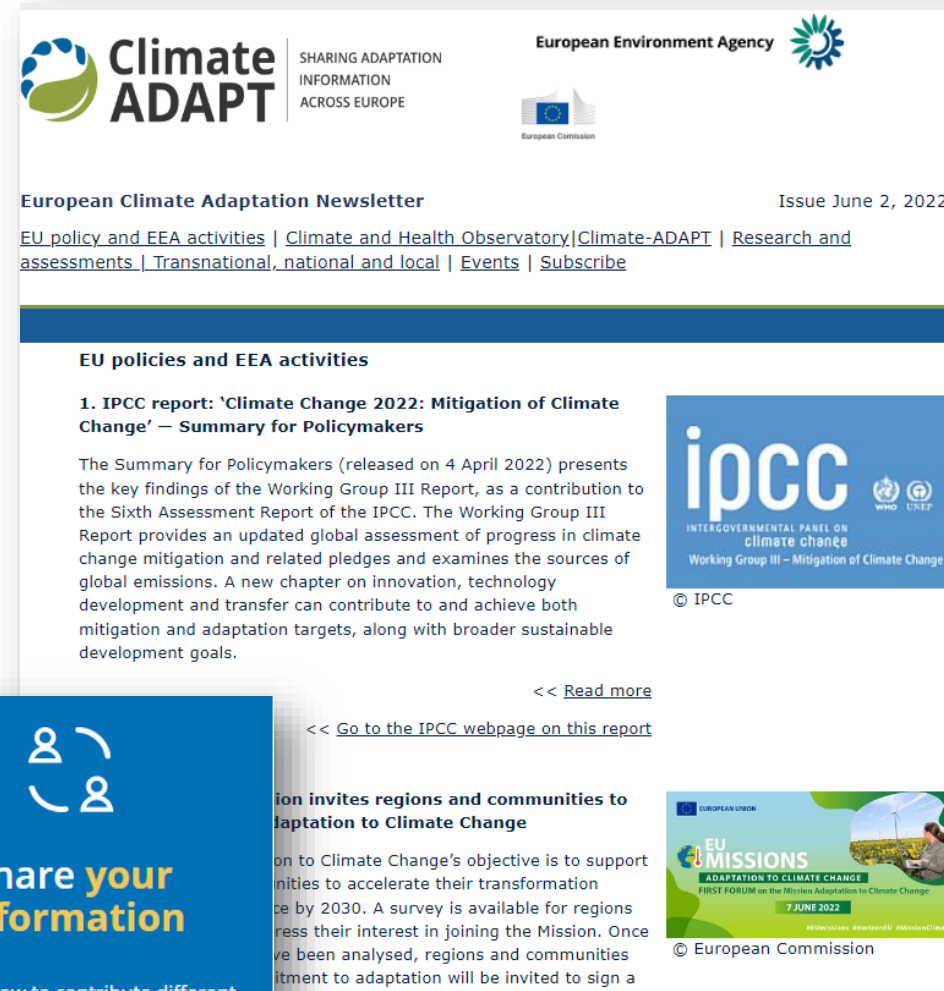 Climate
ADAPT
SHARING ADAPTATION
INFORMATION
ACROSS EUROPE
European Environment Agency
European Comission
European Climate Adaptation Newsletter
Issue June 2, 2022
EU policy and EEA activities | Climate and Health Observatory|Climate-ADAPT | Research and
assessments | Transnational, national and local | Events | Subscribe
EU policies and EEA activities
1. IPCC report: ‘Climate Change 2022: Mitigation of Climate
Change’ — Summary for Policymakers
The Summary for Policymakers (released on 4 April 2022) presents
the key findings of the Working Group III Report, as a contribution to
the Sixth Assessment Report of the IPCC. The Working Group III
Report provides an updated global assessment of progress in climate
change mitigation and related pledges and examines the sources of
global emissions. A new chapter on innovation, technology
development and transfer can contribute to and achieve both
mitigation and adaptation targets, along with broader sustainable
development goals.
<< Read more
<< Go to the IPCC webpage on this report
ipcc
WMO UNEP
INTERGOVERNMENTAL PANEL ON
climate change
Working Group III – Mitigation of Climate Change
© IPCC
invites regions and communities to
to Climate Change
to Climate Change’s objective is to support
to accelerate their transformation
by 2030. A survey is available for regions
their interest in joining the Mission. Once
been analysed, regions and communities
to adaptation will be invited to sign a
EUROPEAN UNION
EU
MISSIONS
ADAPTATION TO CLIMATE CHANGE
FIRST FORUM on the Mission Adaptation to Climate Change
7 JUNE 2022
#EUmissions #HorizonEU
© European Commission
your
to contribute different